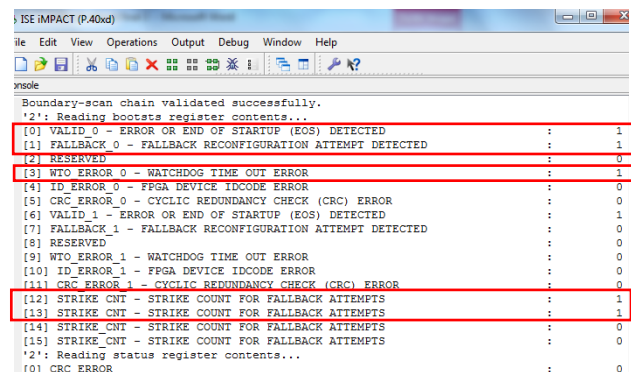 ISE iMPACT (P.40xd)
File Edit View Operations Output Debug Window Help
Console
Boundary-scan chain validated successfully.
'2': Reading bootsts register contents...
[0] VALID_0 - ERROR OR END OF STARTUP (EOS) DETECTED : 1
[1] FALLBACK_0 - FALLBACK RECONFIGURATION ATTEMPT DETECTED : 1
[2] RESERVED : 0
[3] WTO_ERROR_0 - WATCHDOG TIME OUT ERROR : 1
[4] ID_ERROR_0 - FPGA DEVICE IDCODE ERROR : 0
[5] CRC_ERROR_0 - CYCLIC REDUNDANCY CHECK (CRC) ERROR : 0
[6] VALID_1 - ERROR OR END OF STARTUP (EOS) DETECTED : 1
[7] FALLBACK_1 - FALLBACK RECONFIGURATION ATTEMPT DETECTED : 0
[8] RESERVED : 0
[9] WTO_ERROR_1 - WATCHDOG TIME OUT ERROR : 0
[10] ID_ERROR_1 - FPGA DEVICE IDCODE ERROR : 0
[11] CRC_ERROR_1 - CYCLIC REDUNDANCY CHECK (CRC) ERROR : 0
[12] STRIKE CNT - STRIKE COUNT FOR FALLBACK ATTEMPTS : 1
[13] STRIKE CNT - STRIKE COUNT FOR FALLBACK ATTEMPTS : 1
[14] STRIKE_CNT - STRIKE COUNT FOR FALLBACK ATTEMPTS : 0
[15] STRIKE_CNT - STRIKE COUNT FOR FALLBACK ATTEMPTS : 0
'2': Reading status register contents...
[0] CRC ERROR : 0